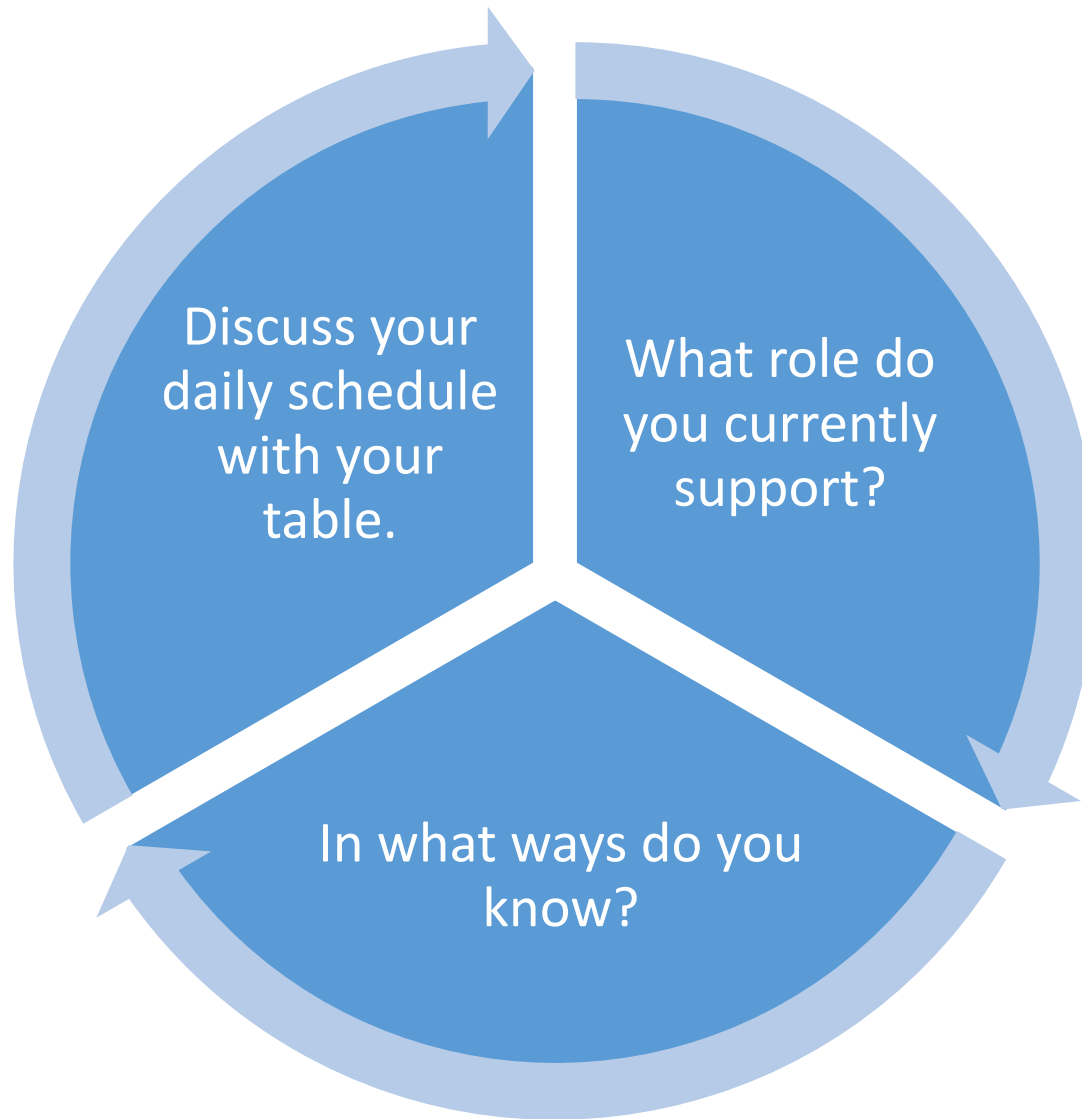 Discuss your
daily schedule
with your
table.
What role do
you currently
support?
In what ways do you
know?